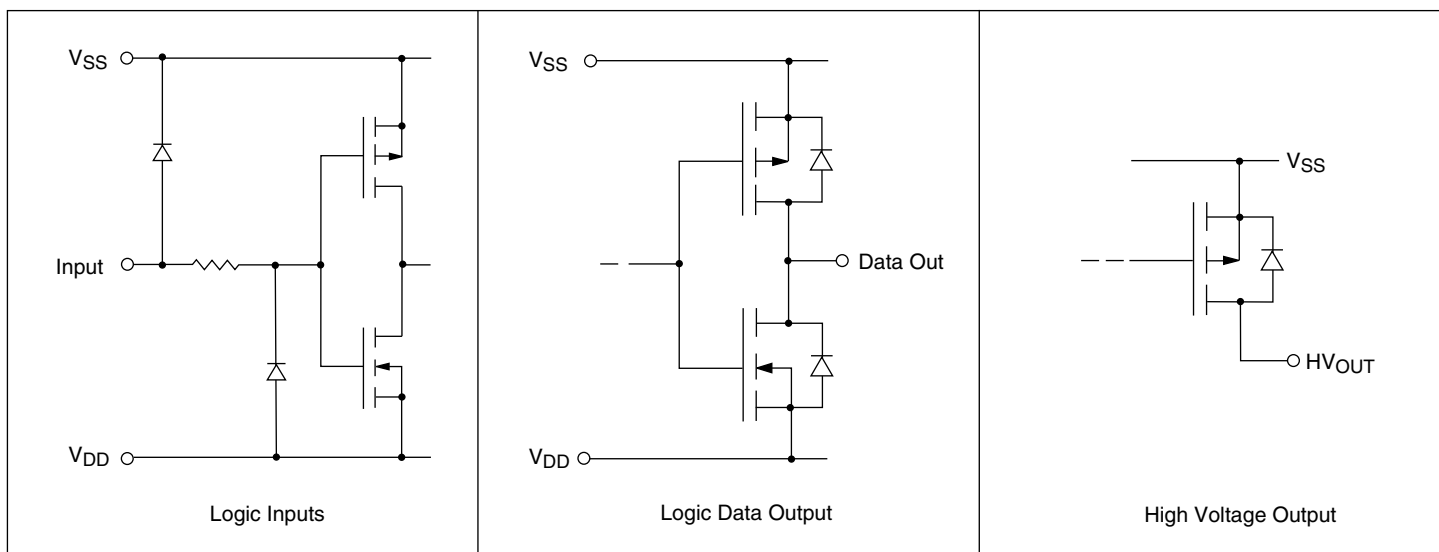 VSS
Input
VDD
Logic Inputs
VSS
Data Out
VDD
Logic Data Output
VSS
HVOUT
High Voltage Output